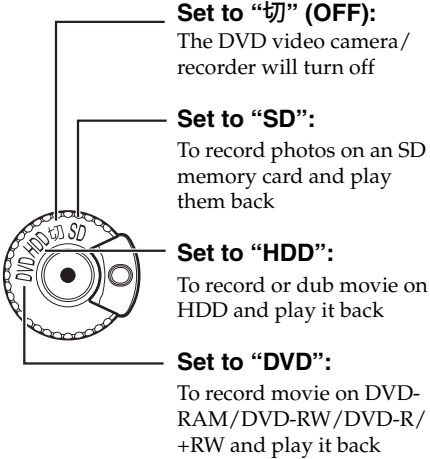 Set to “切” (OFF):
The DVD video camera/
recorder will turn off
Set to “SD”:
To record photos on an SD
memory card and play
them back
Set to “HDD”:
To record or dub movie on
HDD and play it back
Set to “DVD”:
To record movie on DVD-
RAM/DVD-RW/DVD-R/
+RW and play it back
DVD HDD 切 SD